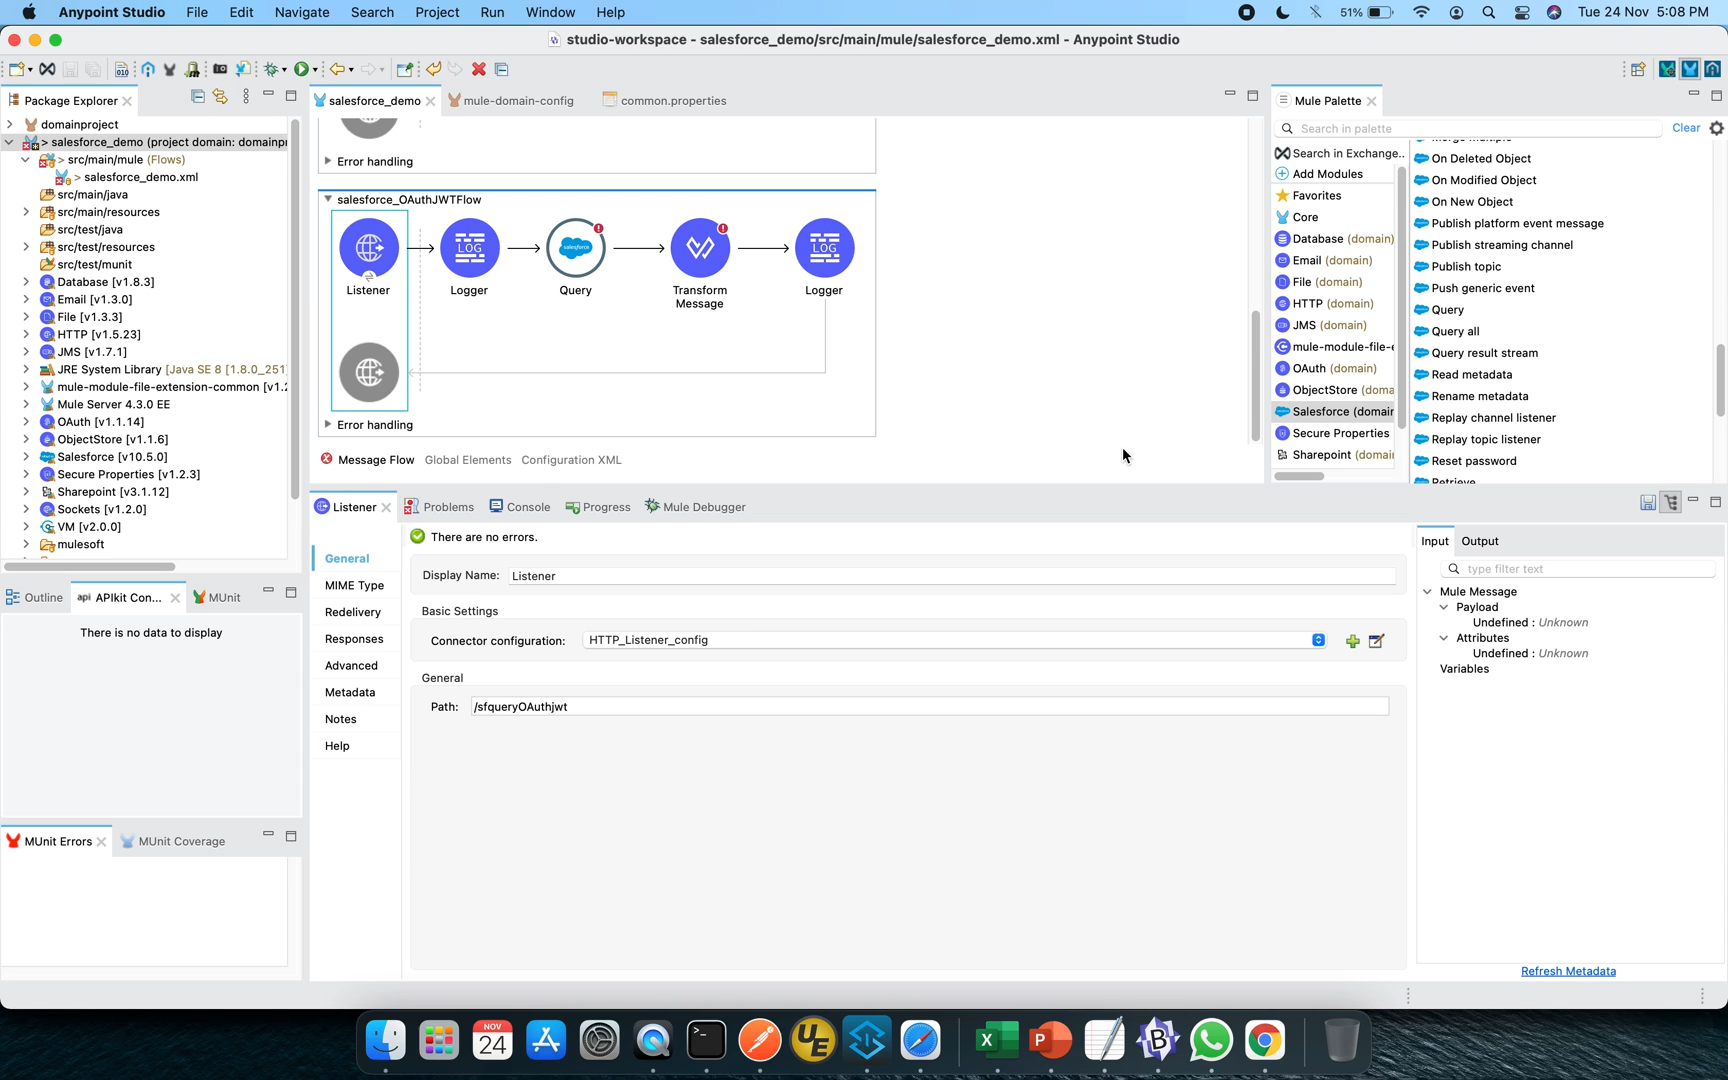 Anypoint Studio File Edit Navigate Search Project Run Window Help 51% Tue 24 Nov 5:08 PM
studio-workspace - salesforce_demo/src/main/mule/salesforce_demo.xml - Anypoint Studio
Package Explorer
domainproject
> salesforce_demo (project domain: domainpr
> src/main/mule (Flows)
> salesforce_demo.xml
src/main/java
src/main/resources
src/test/java
src/test/resources
src/test/munit
Database [v1.8.3]
Email [v1.3.0]
File [v1.3.3]
HTTP [v1.5.23]
JMS [v1.7.1]
JRE System Library [Java SE 8 [1.8.0_251]
mule-module-file-extension-common [v1.2
Mule Server 4.3.0 EE
OAuth [v1.1.14]
ObjectStore [v1.1.6]
Salesforce [v10.5.0]
Secure Properties [v1.2.3]
Sharepoint [v3.1.12]
Sockets [v1.2.0]
VM [v2.0.0]
mulesoft
Outline api APIkit Con... MUnit
There is no data to display
MUnit Errors MUnit Coverage
salesforce_demo mule-domain-config common.properties
Error handling
salesforce_OAuthJWTFlow
LOG salesforce LOG
Listener Logger Query Transform Message Logger
Error handling
Message Flow Global Elements Configuration XML
Listener Problems Console Progress Mule Debugger
There are no errors.
General
MIME Type
Redelivery
Responses
Advanced
Metadata
Notes
Help
Display Name: Listener
Basic Settings
Connector configuration: HTTP_Listener_config
General
Path: /sfqueryOAuthjwt
Mule Palette
Search in palette Clear
Search in Exchange..
Add Modules
Favorites
Core
Database (domain)
Email (domain)
File (domain)
HTTP (domain)
JMS (domain)
mule-module-file-e
OAuth (domain)
ObjectStore (doma
Salesforce (domain
Secure Properties
Sharepoint (domain
On Deleted Object
On Modified Object
On New Object
Publish platform event message
Publish streaming channel
Publish topic
Push generic event
Query
Query all
Query result stream
Read metadata
Rename metadata
Replay channel listener
Replay topic listener
Reset password
Retrieve
Input Output
type filter text
Mule Message
Payload
Undefined : Unknown
Attributes
Undefined : Unknown
Variables
Refresh Metadata
NOV
24
UE
X
P
B